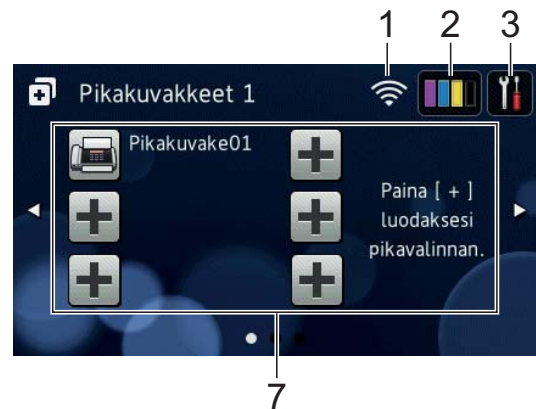 1 2 3
Pikakuvakkeet 1
Pikakuvake01
Paina [ + ]
luodaksesi
pikavalinnan.
7